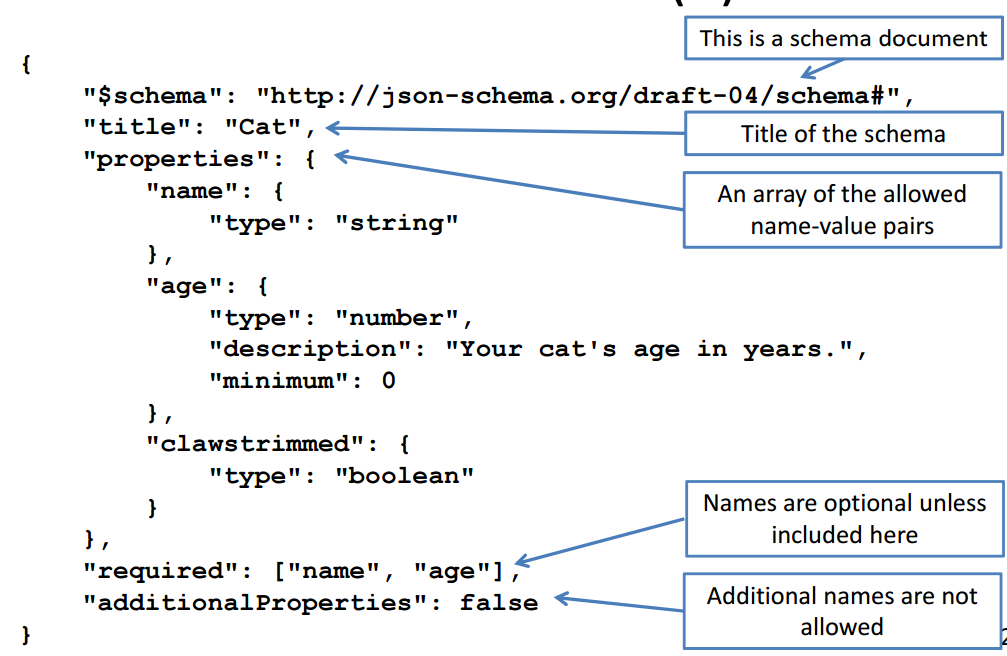 This is a schema document
{
"$schema": "http://json-schema.org/draft-04/schema#",
"title": "Cat",
Title of the schema
"properties": {
An array of the allowed
name-value pairs
"name": {
"type": "string"
},
"age": {
"type": "number",
"description": "Your cat's age in years.",
"minimum": 0
},
"clawstrimmed": {
"type": "boolean"
}
},
Names are optional unless
included here
"required": ["name", "age"],
"additionalProperties": false
Additional names are not
allowed
}